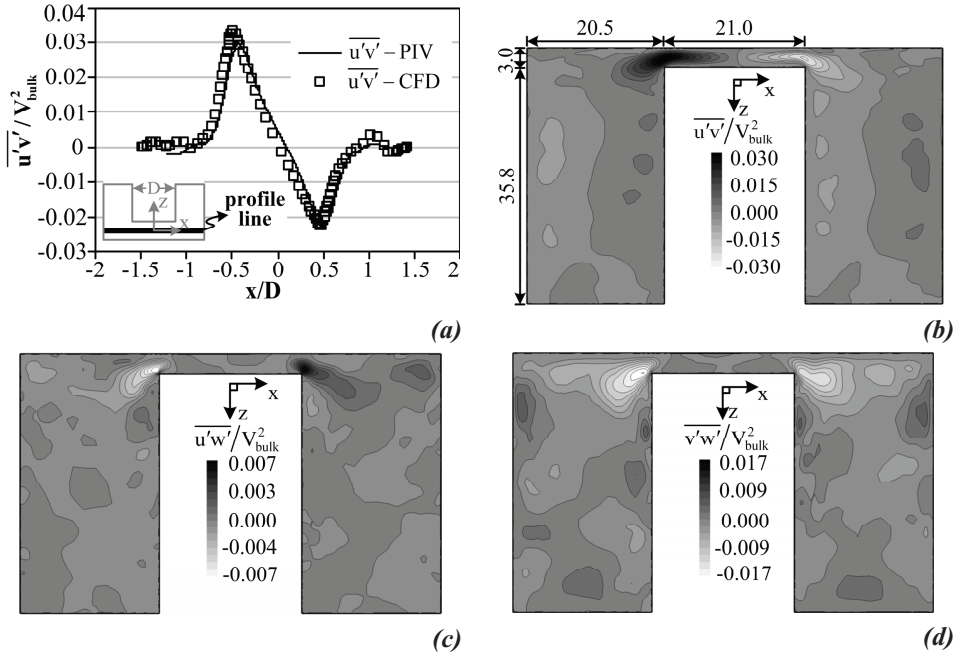 0.04
0.03
0.02
0.01
0
-0.01
-0.02
-0.03
u'v'/V²bulk
u'v' – PIV
u'v' – CFD
D
z
x
profile
line
-2
-1.5
-1
-0.5
0
0.5
1
1.5
2
x/D
(a)
20.5
21.0
3.0
35.8
x
z
u'v'/V²bulk
0.030
0.015
0.000
-0.015
-0.030
(b)
x
z
u'w'/V²bulk
0.007
0.003
0.000
-0.004
-0.007
(c)
x
z
v'w'/V²bulk
0.017
0.009
0.000
-0.009
-0.017
(d)